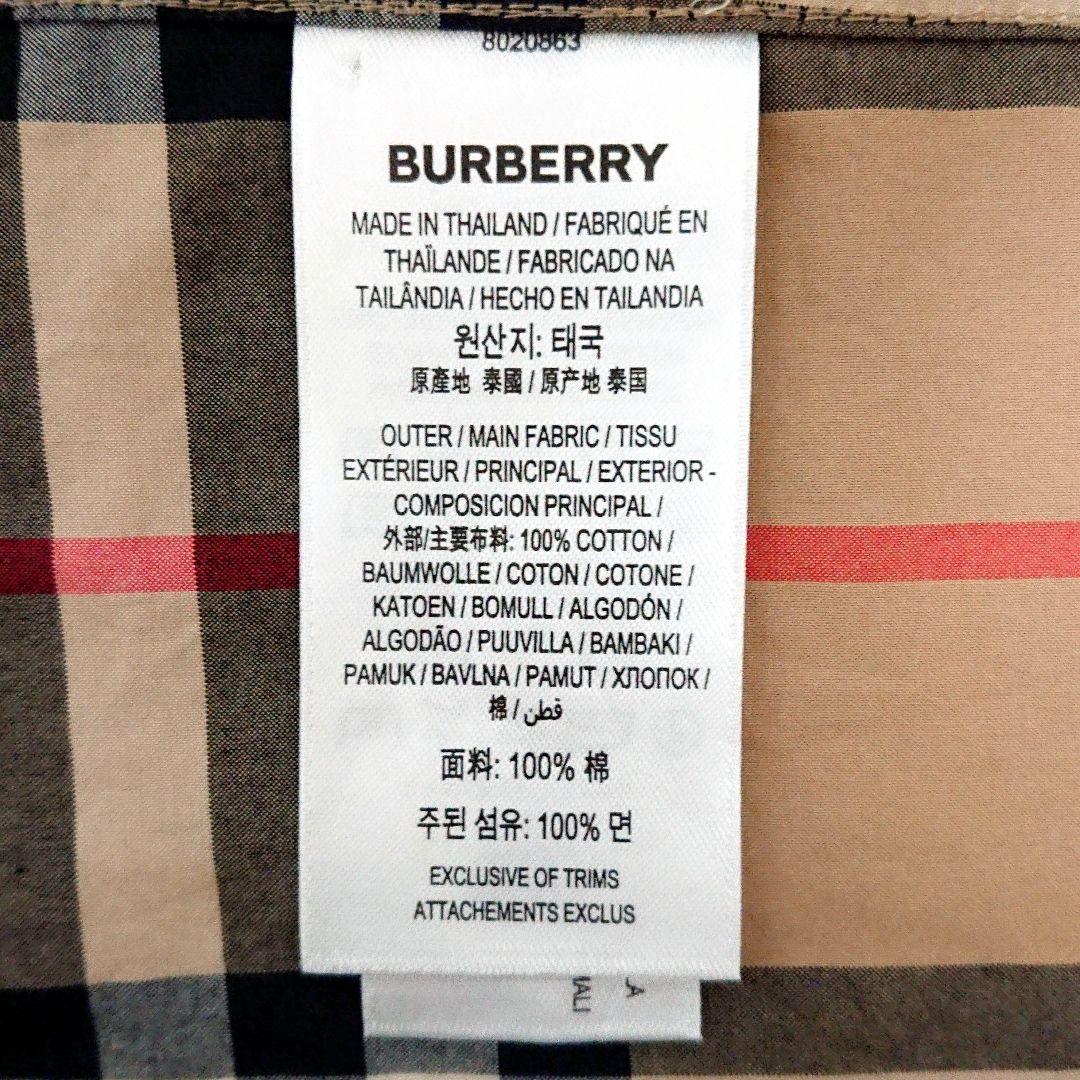 8020863
BURBERRY
MADE IN THAILAND / FABRIQUÉ EN
THAÏLANDE / FABRICADO NA
TAILÂNDIA / HECHO EN TAILANDIA
원산지: 태국
原產地 泰國 / 原产地 泰国
OUTER / MAIN FABRIC / TISSU
EXTÉRIEUR / PRINCIPAL / EXTERIOR -
COMPOSICION PRINCIPAL /
外部/主要布料: 100% COTTON /
BAUMWOLLE / COTON / COTONE /
KATOEN / BOMULL / ALGODÓN /
ALGODÃO / PUUVILLA / BAMBAKI /
PAMUK / BAVLNA / PAMUT / ХЛОПОК /
棉 / قطن
面料: 100% 棉
주된 섬유: 100% 면
EXCLUSIVE OF TRIMS
ATTACHEMENTS EXCLUS